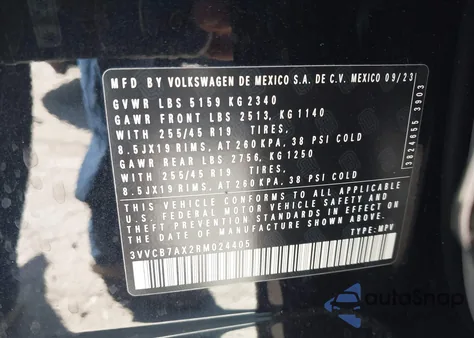 MFD BY VOLKSWAGEN DE MEXICO S.A. DE C.V. MEXICO 09/23
GVWR LBS 5159 KG 2340
GAWR FRONT LBS 2513, KG 1140
WITH 255/45 R19 TIRES,
8.5JX19 RIMS, AT 260 KPA, 38 PSI COLD
GAWR REAR LBS 2756, KG 1250
WITH 255/45 R19 TIRES,
8.5JX19 RIMS, AT 260 KPA, 38 PSI COLD
THIS VEHICLE CONFORMS TO ALL APPLICABLE
U.S. FEDERAL MOTOR VEHICLE SAFETY AND
THEFT PREVENTION STANDARDS IN EFFECT ON
THE DATE OF MANUFACTURE SHOWN ABOVE.
3VVCB7AX2RM024405 TYPE: MPV
3824655 3903
autoSnap